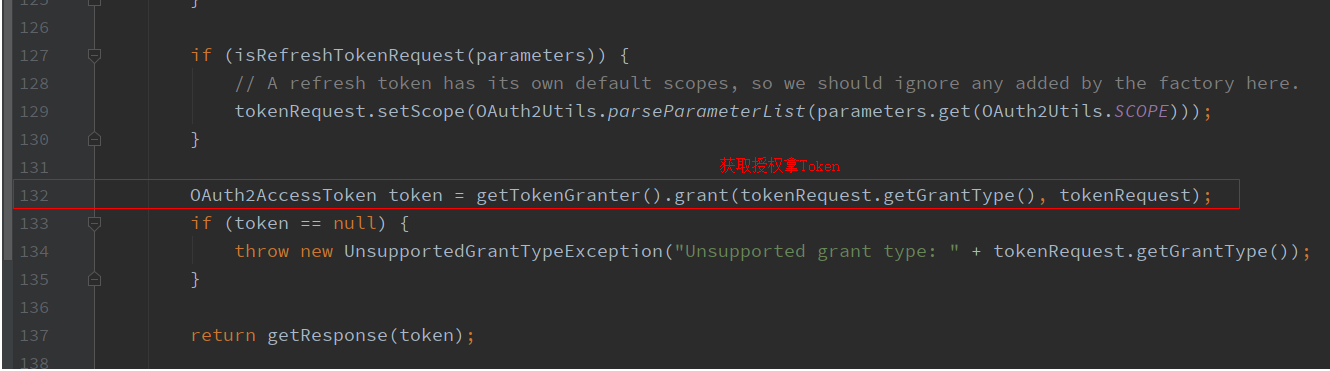 125 }
126
127 if (isRefreshTokenRequest(parameters)) {
128 // A refresh token has its own default scopes, so we should ignore any added by the factory here.
129 tokenRequest.setScope(OAuth2Utils.parseParameterList(parameters.get(OAuth2Utils.SCOPE)));
130 }
131
获取授权拿Token
132 OAuth2AccessToken token = getTokenGranter().grant(tokenRequest.getGrantType(), tokenRequest);
133 if (token == null) {
134 throw new UnsupportedGrantTypeException("Unsupported grant type: " + tokenRequest.getGrantType());
135 }
136
137 return getResponse(token);
138